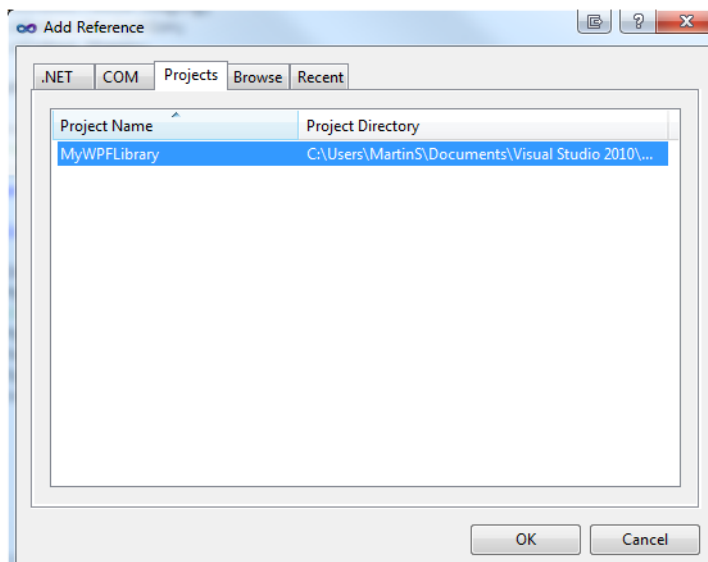 Add Reference
.NET COM Projects Browse Recent
Project Name Project Directory
MyWPFLibrary C:\Users\MartinS\Documents\Visual Studio 2010\...
OK Cancel